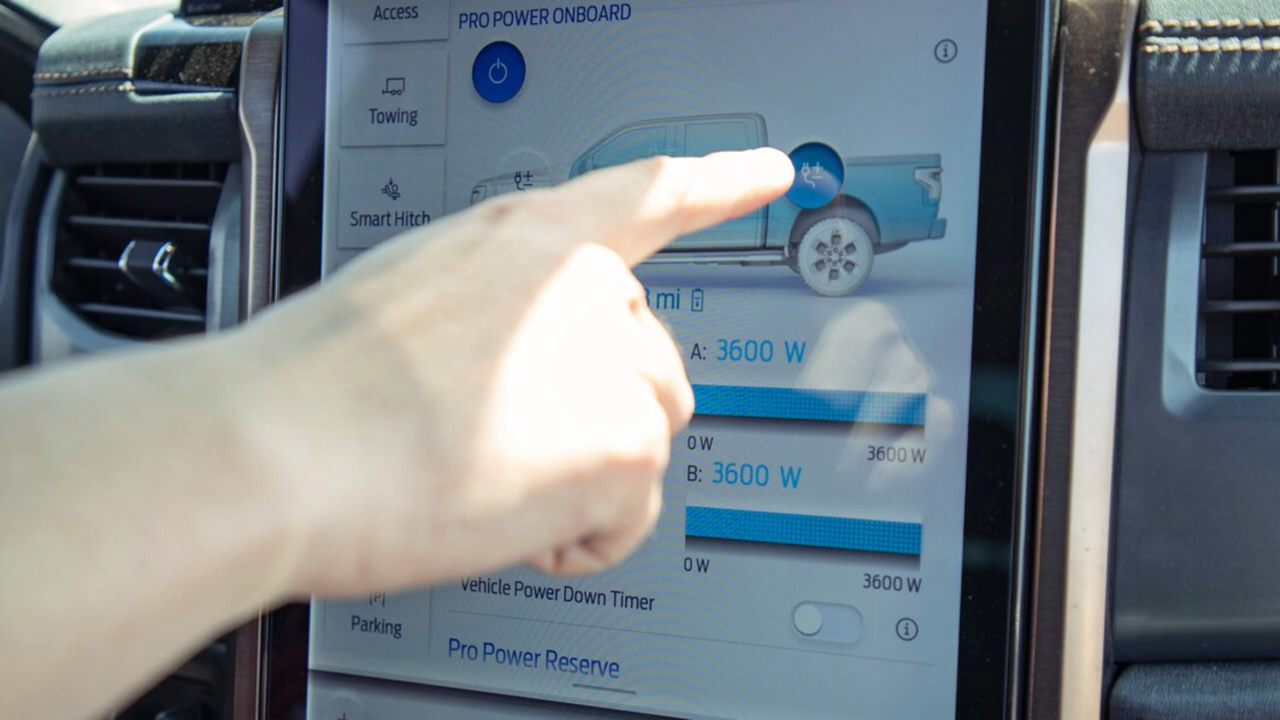 Access
PRO POWER ONBOARD
Towing
Smart Hitch
mi
A: 3600 W
0 W
3600 W
B: 3600 W
0 W
3600 W
Vehicle Power Down Timer
Parking
Pro Power Reserve